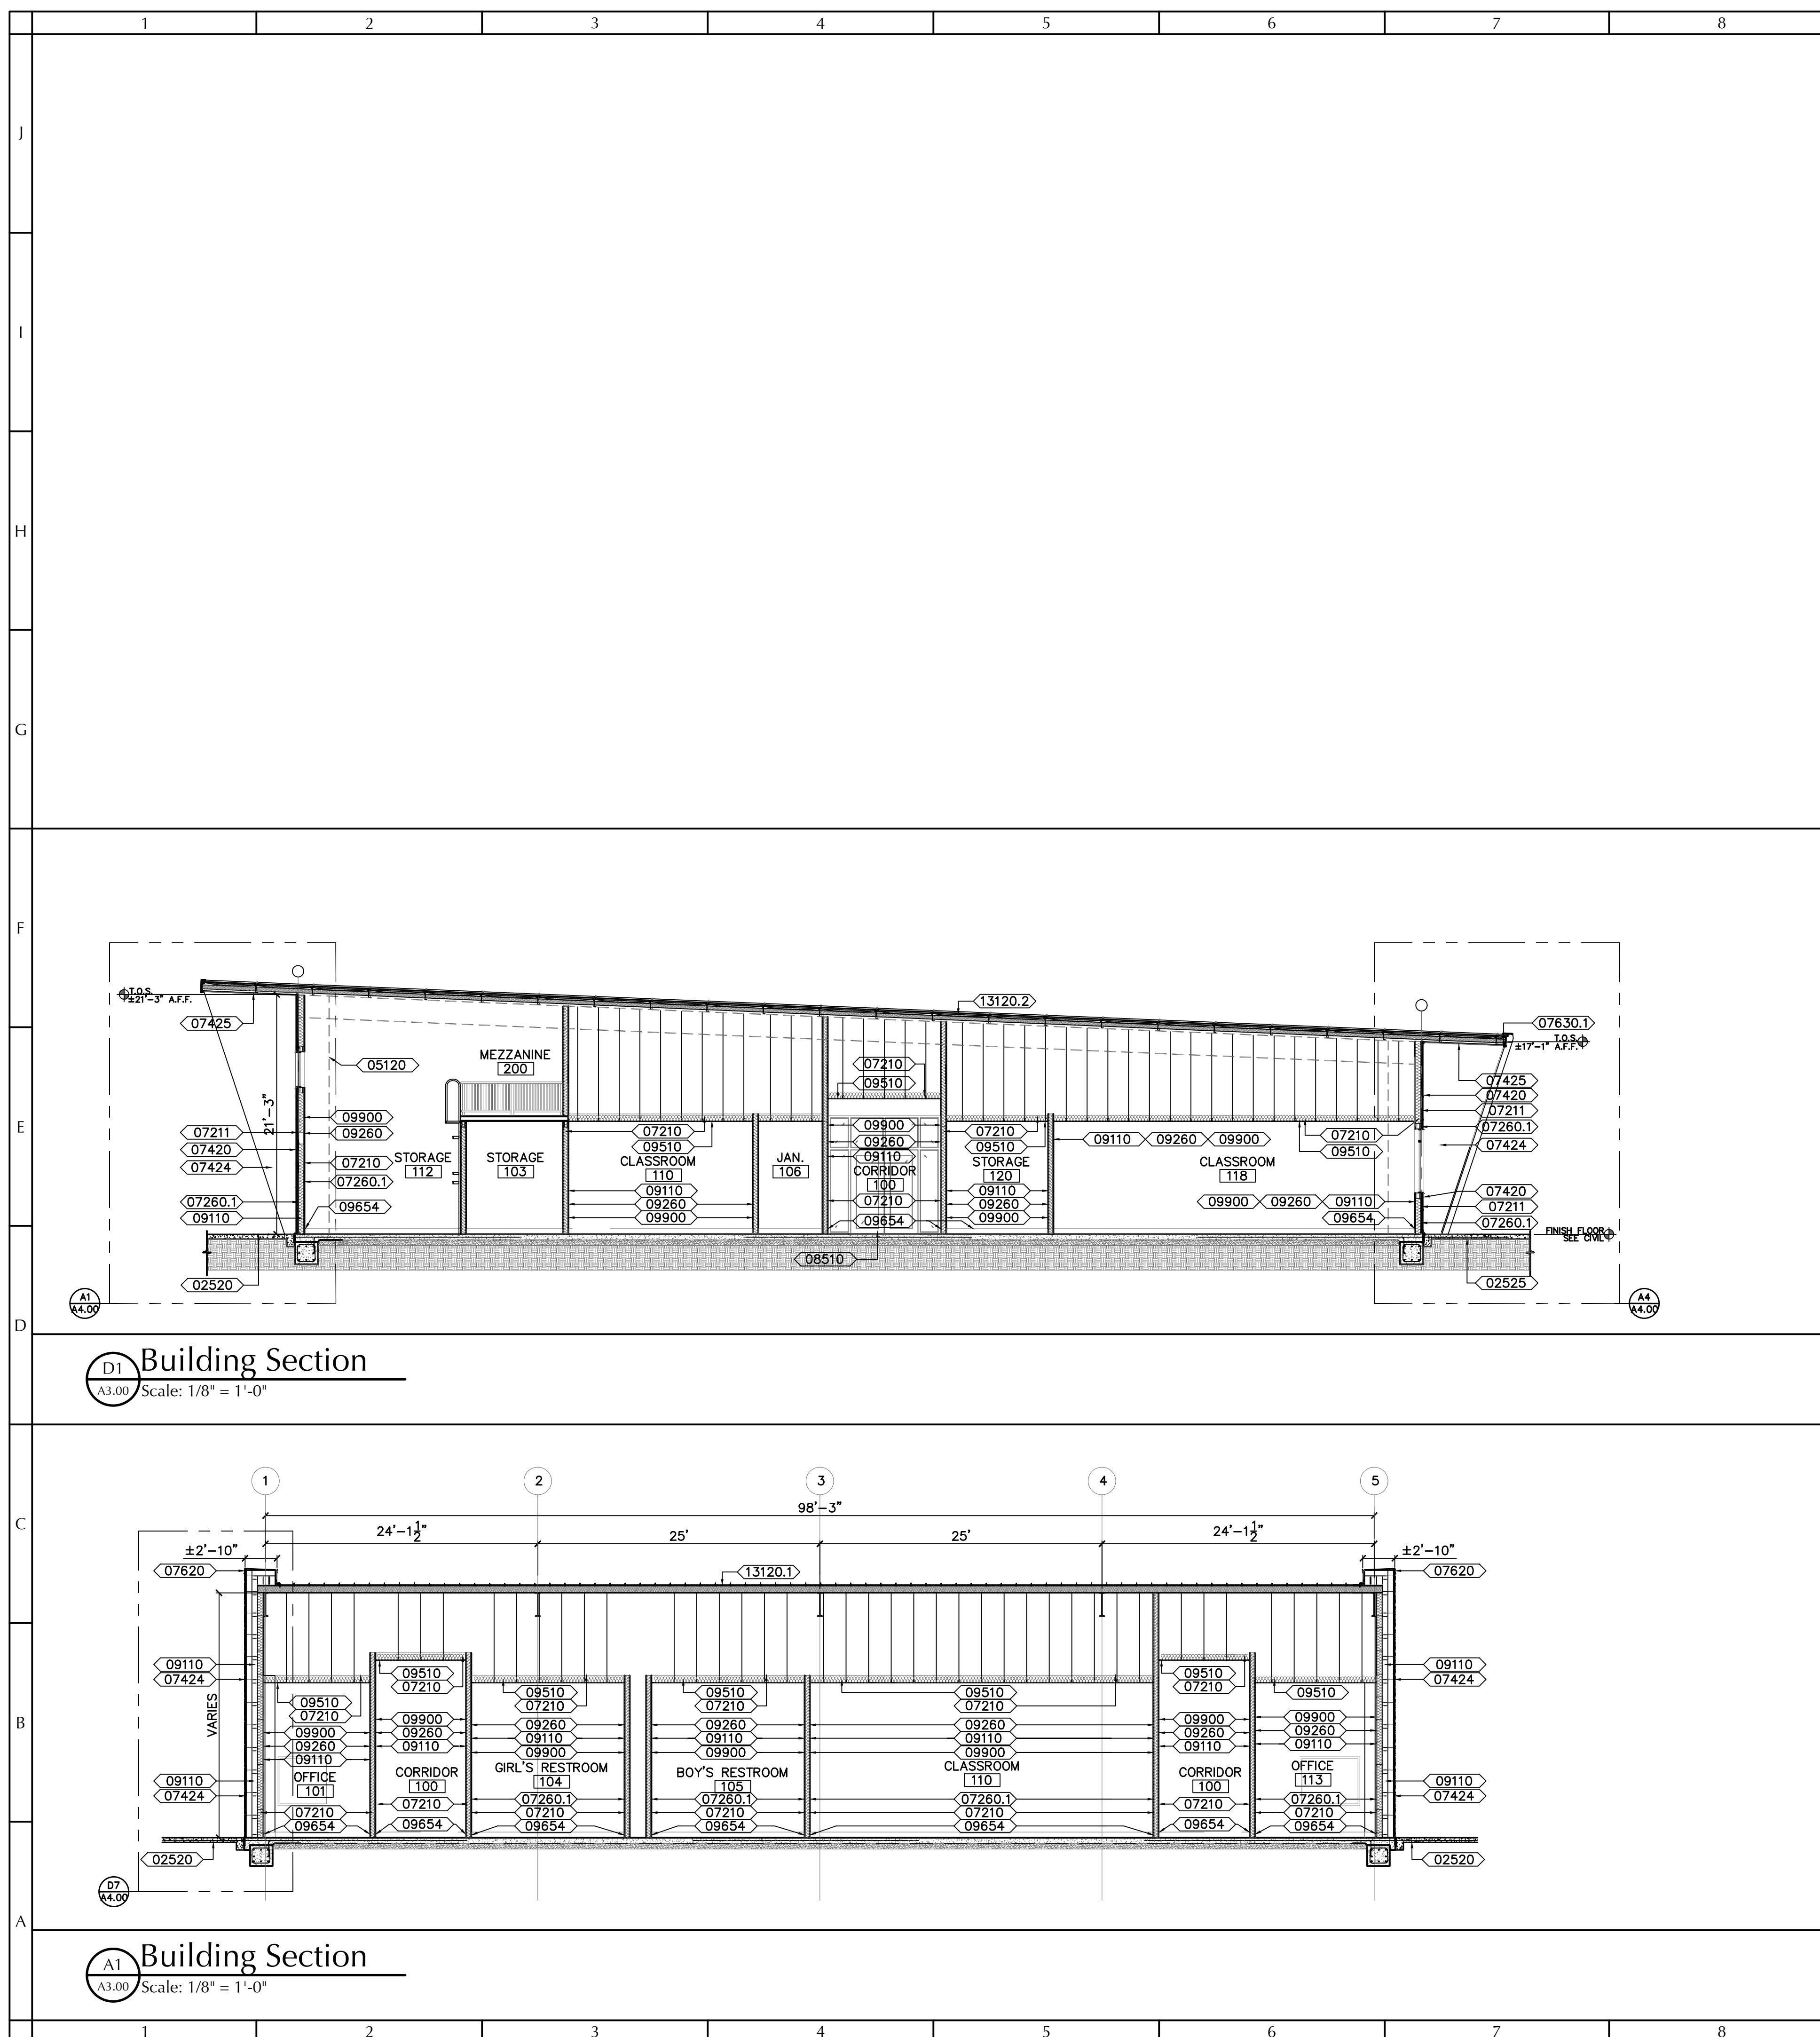 1 2 3 4 5 6 7 8
J
I
H
G
F
E
D
C
B
A
T.O.S.
±21'-3" A.F.F.
07425
21'-3"
07211
07420
07424
07260.1
09110
02520
A1
A4.00
05120
09900
09260
07210
07260.1
09654
STORAGE
112
MEZZANINE
200
STORAGE
103
07210
09510
CLASSROOM
110
09110
09260
09900
JAN.
106
07210
09510
09900
09260
09110
CORRIDOR
100
07210
09654
08510
13120.2
07210
09510
STORAGE
120
09110
09260
09900
09110 09260 09900
07210
09510
CLASSROOM
118
09900 09260 09110
09654
07630.1
T.O.S.
±17'-1" A.F.F.
07425
07420
07211
07260.1
07424
07420
07211
07260.1
FINISH FLOOR
SEE CIVIL
02525
A4
A4.00
D1
A3.00
Building Section
Scale: 1/8" = 1'-0"
1 2 3 4 5
98'-3"
24'-1 1/2" 25' 25' 24'-1 1/2"
±2'-10" ±2'-10"
07620 13120.1 07620
09110
07424
VARIES
09110
07424
02520
D7
A4.00
09510
07210
09900
09260
09110
OFFICE
101
07210
09654
09510
07210
09900
09260
09110
CORRIDOR
100
07210
09654
09510
07210
09260
09110
09900
GIRL'S RESTROOM
104
07260.1
07210
09654
09510
07210
09260
09110
09900
BOY'S RESTROOM
105
07260.1
07210
09654
09510
07210
09260
09110
09900
CLASSROOM
110
07260.1
07210
09654
09510
07210
09900
09260
09110
CORRIDOR
100
07210
09654
09510
09900
09260
09110
OFFICE
113
07260.1
07210
09654
09110
07424
09110
07424
02520
A1
A3.00
Building Section
Scale: 1/8" = 1'-0"
1 2 3 4 5 6 7 8